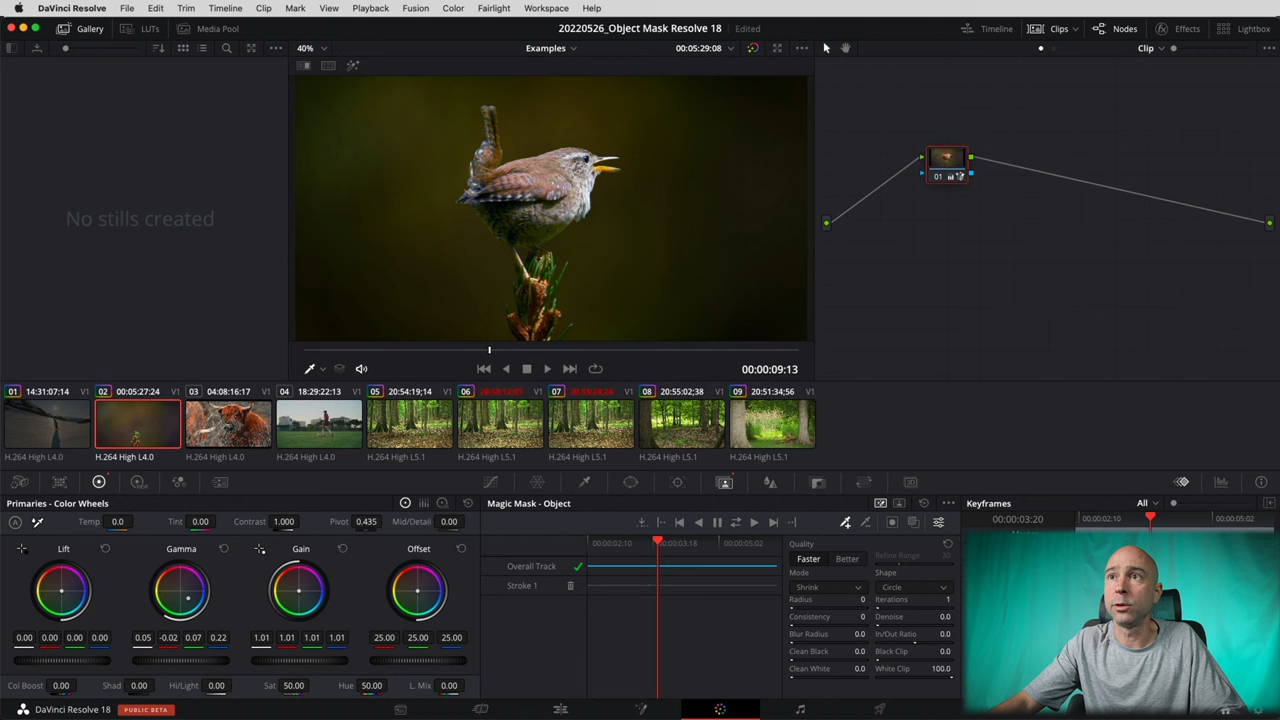 DaVinci Resolve File Edit Trim Timeline Clip Mark View Playback Fusion Color Fairlight Workspace Help
Gallery LUTs Media Pool 20220526_Object Mask Resolve 18 Edited Timeline Clips Nodes Effects Lightbox
40% Examples 00:05:29:08 Clip
No stills created
01
00:00:09:13
01 14:31:07:14 V1 02 00:05:27:24 V1 03 04:08:16:17 V1 04 18:29:22:13 V1 05 20:54:19;14 V1 06 V1 07 V1 08 20:55:02;38 V1 09 20:51:34;56 V1
H.264 High L4.0 H.264 High L4.0 H.264 High L4.0 H.264 High L4.0 H.264 High L5.1 H.264 High L5.1 H.264 High L5.1 H.264 High L5.1 H.264 High L5.1
Primaries - Color Wheels Magic Mask - Object Keyframes All
Temp 0.0 Tint 0.00 Contrast 1.000 Pivot 0.435 Mid/Detail 0.00
00:00:03:20 00:00:02:10 00:00:05:02
Lift Gamma Gain Offset
00:00:02:10 00:00:03:18 00:00:05:02
Quality
Faster Better Refine Range 30
Overall Track
Mode Shape
Stroke 1
Shrink Circle
Radius 0 Iterations 1
Consistency 0 Denoise 0.0
Blur Radius 0.0 In/Out Ratio 0.0
Clean Black 0.0 Black Clip 0.0
Clean White 0.0 White Clip 100.0
0.00 0.00 0.00 0.00 0.05 -0.02 0.07 0.22 1.01 1.01 1.01 1.01 25.00 25.00 25.00
Col Boost 0.00 Shad 0.00 Hi/Light 0.00 Sat 50.00 Hue 50.00 L. Mix 0.00
DaVinci Resolve 18 PUBLIC BETA